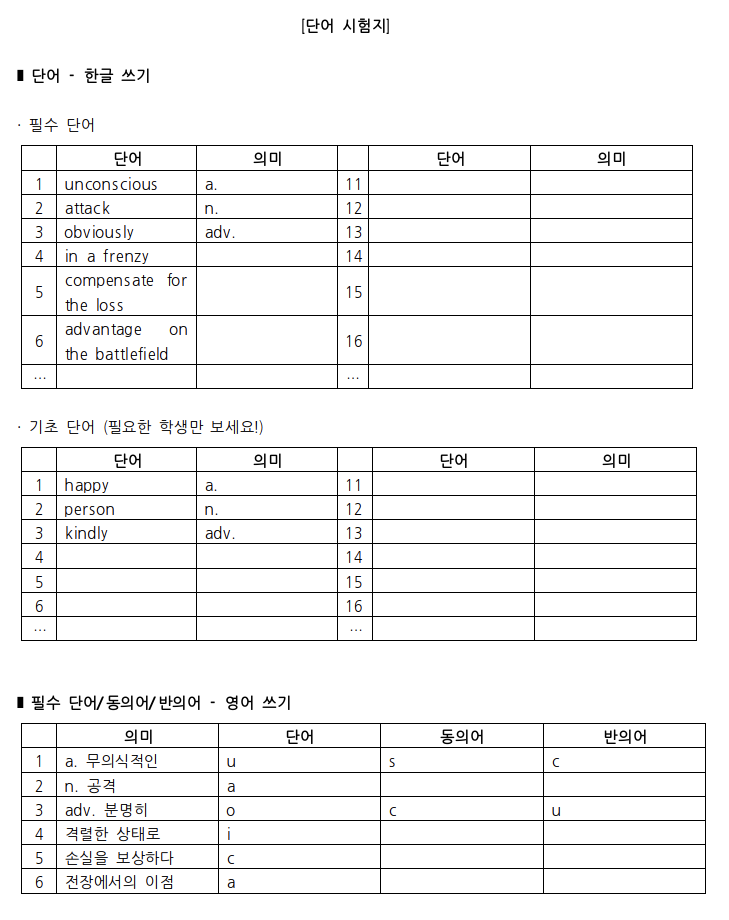 [단어 시험지]
▮ 단어 - 한글 쓰기
· 필수 단어
단어 의미 단어 의미
1 unconscious a. 11
2 attack n. 12
3 obviously adv. 13
4 in a frenzy 14
5 compensate for the loss 15
6 advantage on the battlefield 16
… …
· 기초 단어 (필요한 학생만 보세요!)
단어 의미 단어 의미
1 happy a. 11
2 person n. 12
3 kindly adv. 13
4 14
5 15
6 16
… …
▮ 필수 단어/동의어/반의어 - 영어 쓰기
의미 단어 동의어 반의어
1 a. 무의식적인 u s c
2 n. 공격 a
3 adv. 분명히 o c u
4 격렬한 상태로 i
5 손실을 보상하다 c
6 전장에서의 이점 a